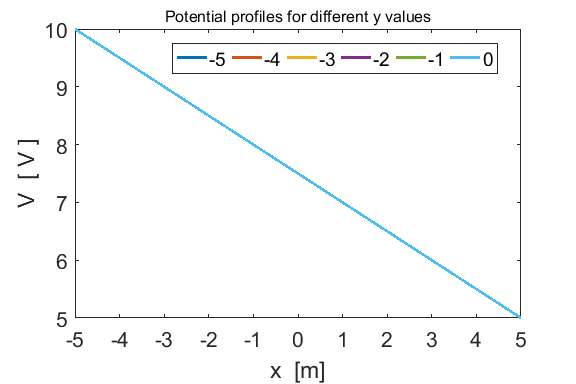 Potential profiles for different y values
-5 -4 -3 -2 -1 0
10
9
8
7
6
5
V [ V ]
-5 -4 -3 -2 -1 0 1 2 3 4 5
x [m]